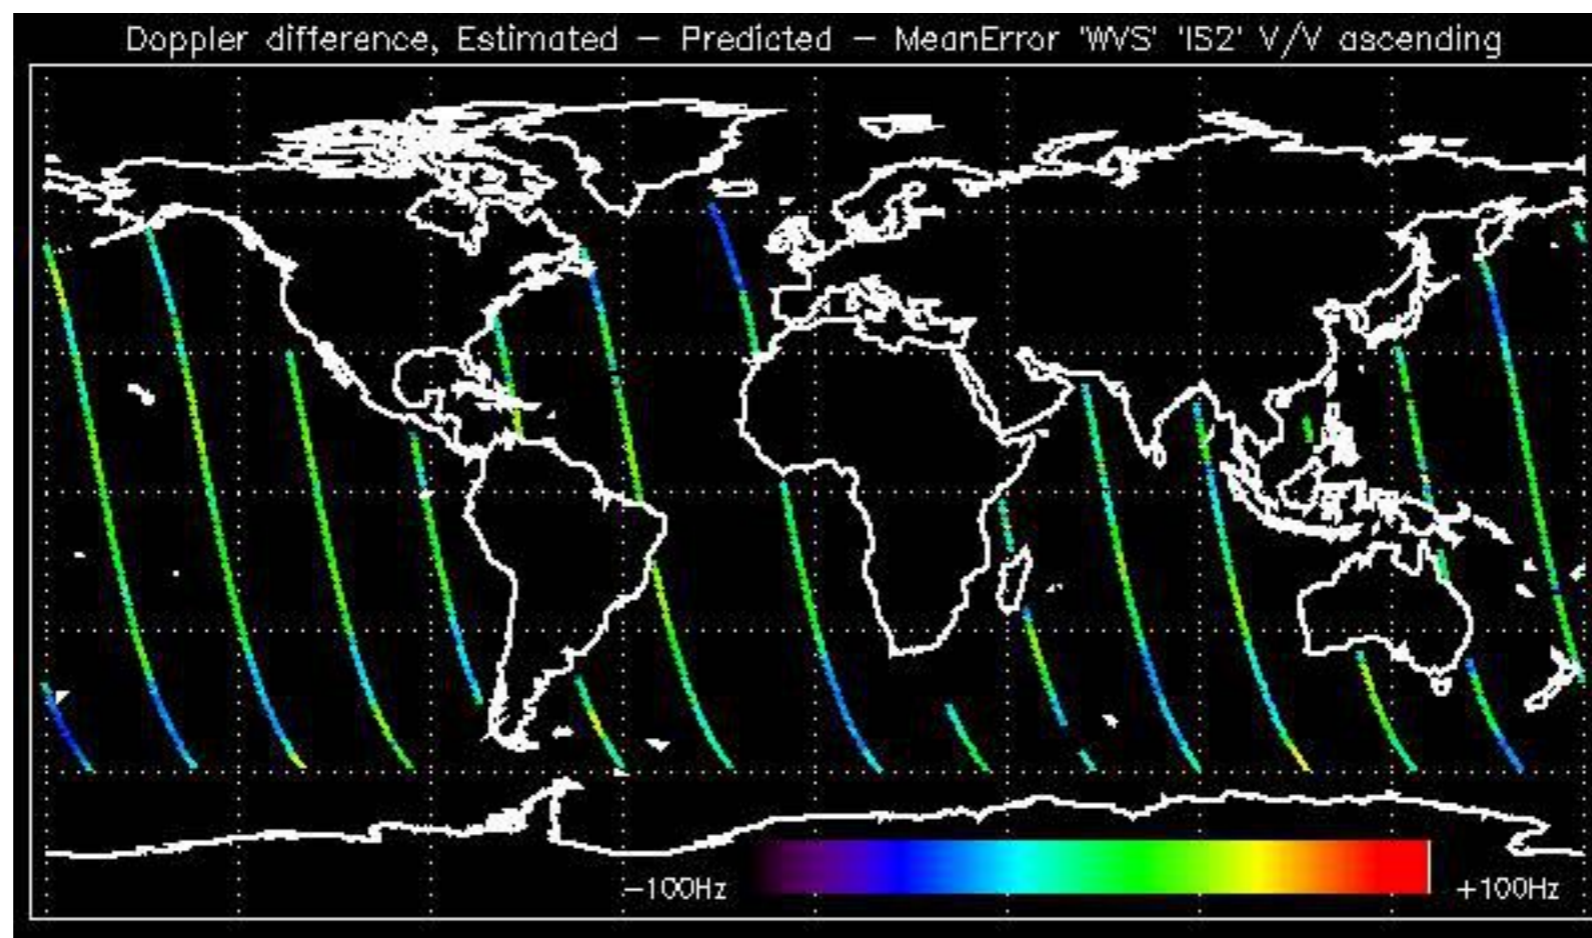 Doppler difference, Estimated – Predicted – MeanError 'WVS' 'IS2' V/V ascending
–100Hz
+100Hz